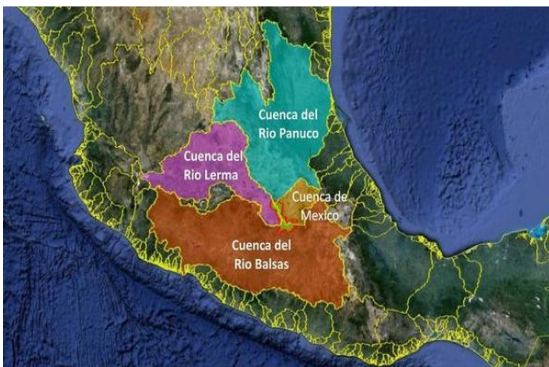 Cuenca del
Rio Panuco
Cuenca del
Rio Lerma
Cuenca de
Mexico
Cuenca del
Rio Balsas